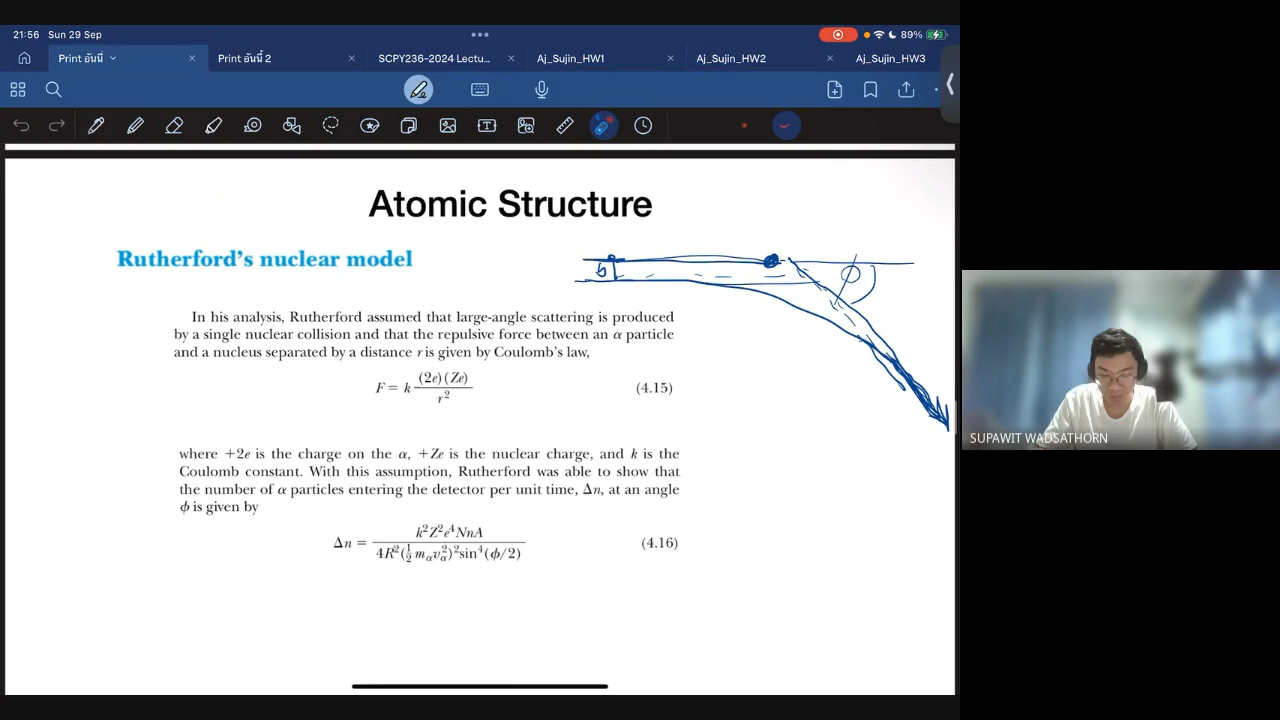 21:56 Sun 29 Sep
89%
Print อันนี้
Print อันนี้ 2
SCPY236-2024 Lectu...
Aj_Sujin_HW1
Aj_Sujin_HW2
Aj_Sujin_HW3
Atomic Structure
Rutherford's nuclear model
b
ϕ
In his analysis, Rutherford assumed that large-angle scattering is produced
by a single nuclear collision and that the repulsive force between an α particle
and a nucleus separated by a distance r is given by Coulomb's law,
F = k (2e)(Ze) / r² (4.15)
where +2e is the charge on the α, +Ze is the nuclear charge, and k is the
Coulomb constant. With this assumption, Rutherford was able to show that
the number of α particles entering the detector per unit time, Δn, at an angle
ϕ is given by
Δn = k²Z²e⁴NnA / 4R²(½ mαvα²)²sin⁴(ϕ/2) (4.16)
SUPAWIT WADSATHORN